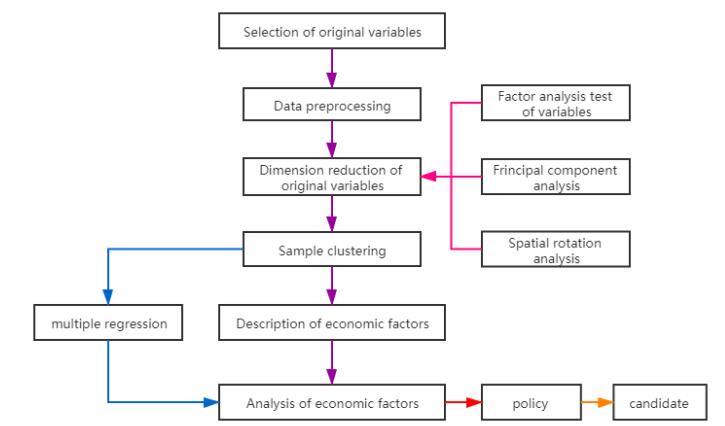 Selection of original variables
Data preprocessing
Factor analysis test
of variables
Dimension reduction of
original variables
Frincipal component
analysis
Sample clustering
Spatial rotation
analysis
multiple regression
Description of economic factors
Analysis of economic factors
policy
candidate